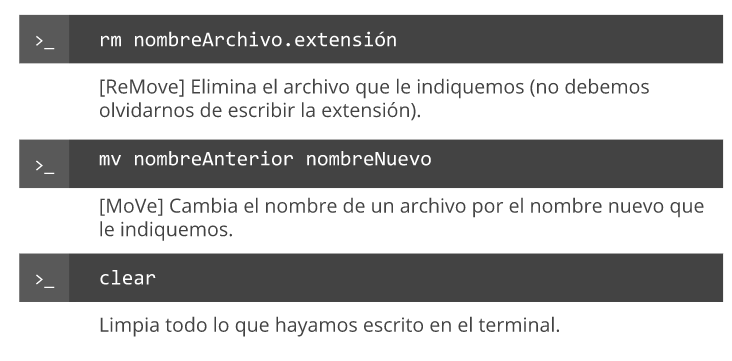 >_ rm nombreArchivo.extensión
[ReMove] Elimina el archivo que le indiquemos (no debemos
olvidarnos de escribir la extensión).
>_ mv nombreAnterior nombreNuevo
[MoVe] Cambia el nombre de un archivo por el nombre nuevo que
le indiquemos.
>_ clear
Limpia todo lo que hayamos escrito en el terminal.